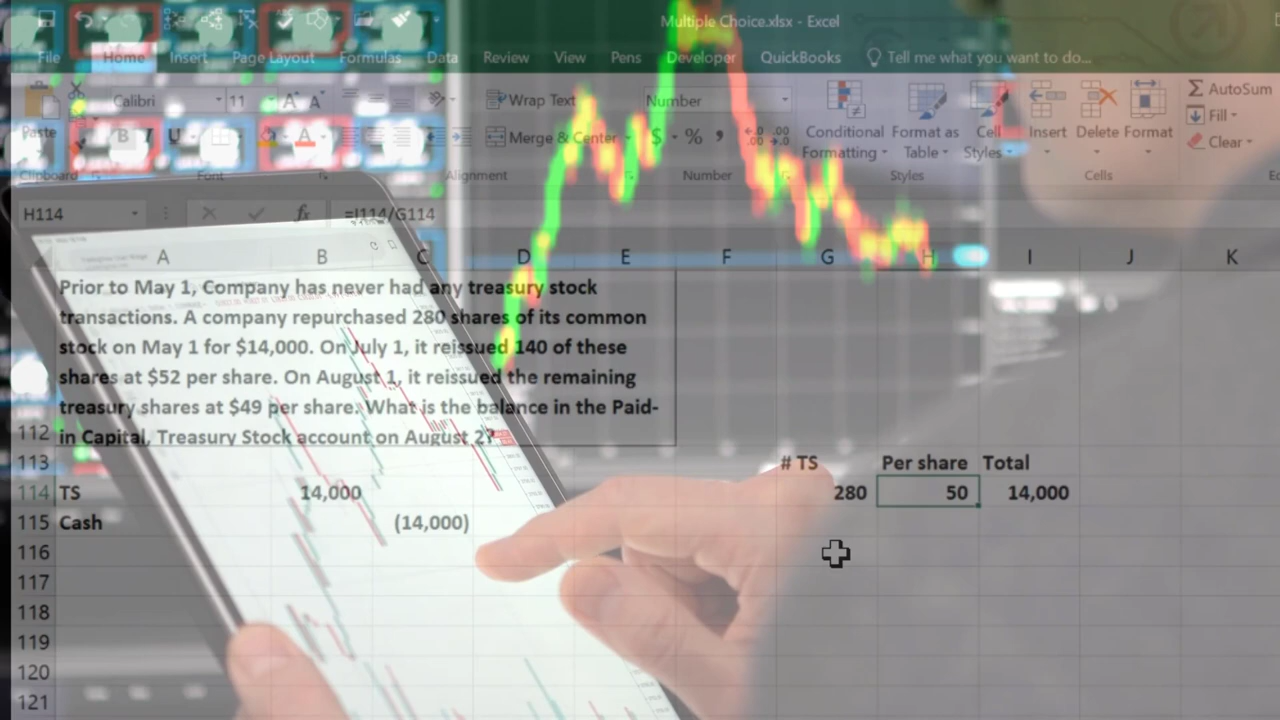 Multiple Choice.xlsx - Excel
File Home Insert Page Layout Formulas Data Review View Pens Developer QuickBooks Tell me what you want to do...
Calibri 11 A A Wrap Text Number AutoSum
Paste B I U A Merge & Center $ % Conditional Formatting Format as Table Cell Styles Insert Delete Format Fill
Clear
Clipboard Font Alignment Number Styles Cells
H114 fx =I114/G114
A B C D E F G H I J K
Prior to May 1, Company has never had any treasury stock
transactions. A company repurchased 280 shares of its common
stock on May 1 for $14,000. On July 1, it reissued 140 of these
shares at $52 per share. On August 1, it reissued the remaining
treasury shares at $49 per share. What is the balance in the Paid-
112 in Capital, Treasury Stock account on August 2?
113 # TS Per share Total
114 TS 14,000 280 50 14,000
115 Cash (14,000)
116
117
118
119
120
121